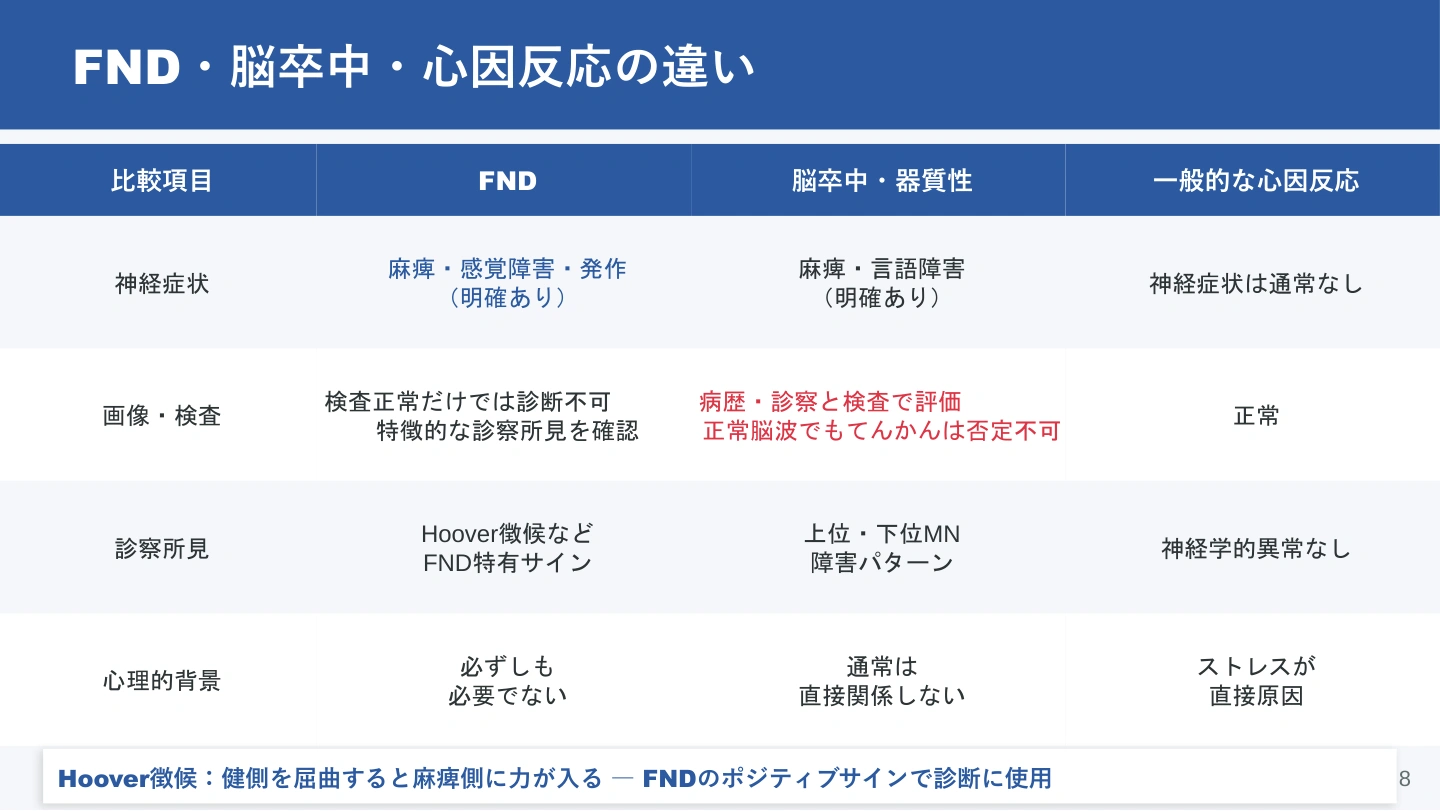 FND・脳卒中・心因反応の違い
比較項目
FND
脳卒中・器質性
一般的な心因反応
神経症状
麻痺・感覚障害・発作
（明確あり）
麻痺・言語障害
（明確あり）
神経症状は通常なし
画像・検査
検査正常だけでは診断不可
特徴的な診察所見を確認
病歴・診察と検査で評価
正常脳波でもてんかんは否定不可
正常
診察所見
Hoover徴候など
FND特有サイン
上位・下位MN
障害パターン
神経学的異常なし
心理的背景
必ずしも
必要でない
通常は
直接関係しない
ストレスが
直接原因
Hoover徴候：健側を屈曲すると麻痺側に力が入る — FNDのポジティブサインで診断に使用
8